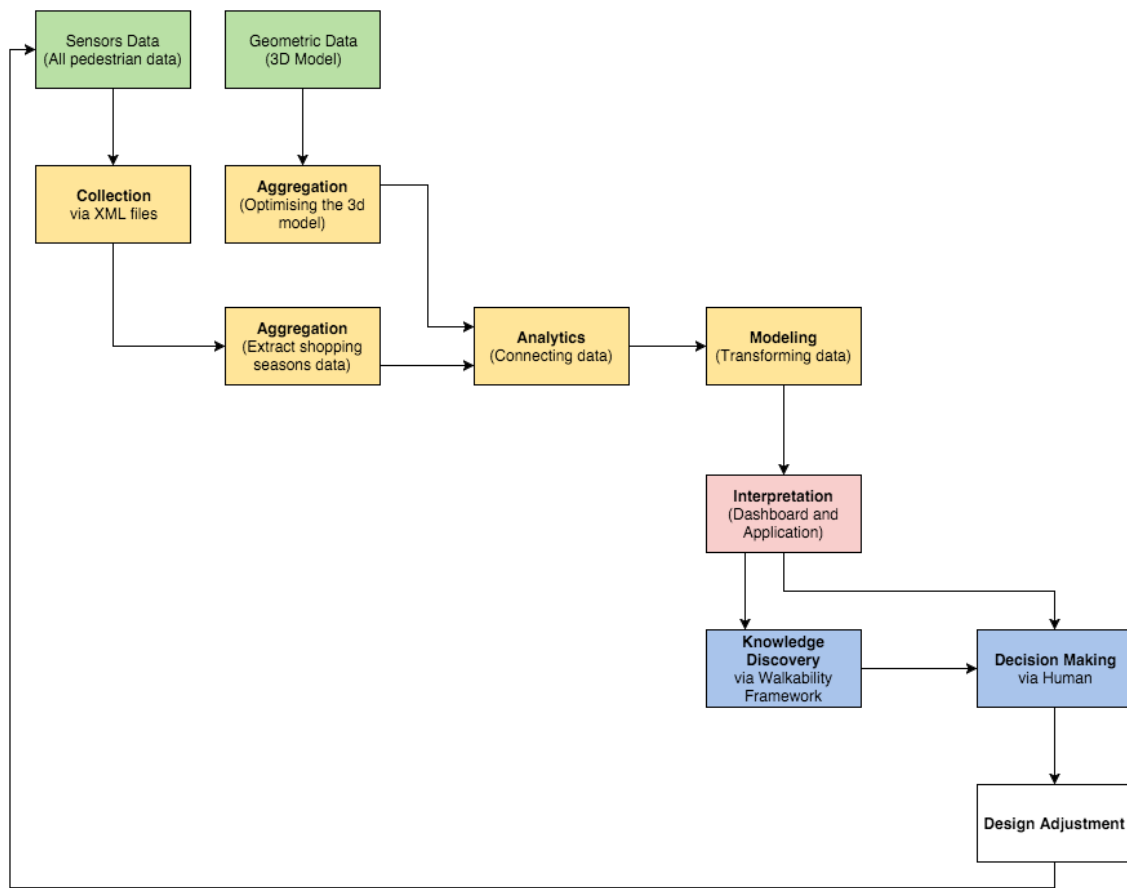 Sensors Data
(All pedestrian data)
Geometric Data
(3D Model)
Collection
via XML files
Aggregation
(Optimising the 3d
model)
Aggregation
(Extract shopping
seasons data)
Analytics
(Connecting data)
Modeling
(Transforming data)
Interpretation
(Dashboard and
Application)
Knowledge
Discovery
via Walkability
Framework
Decision Making
via Human
Design Adjustment